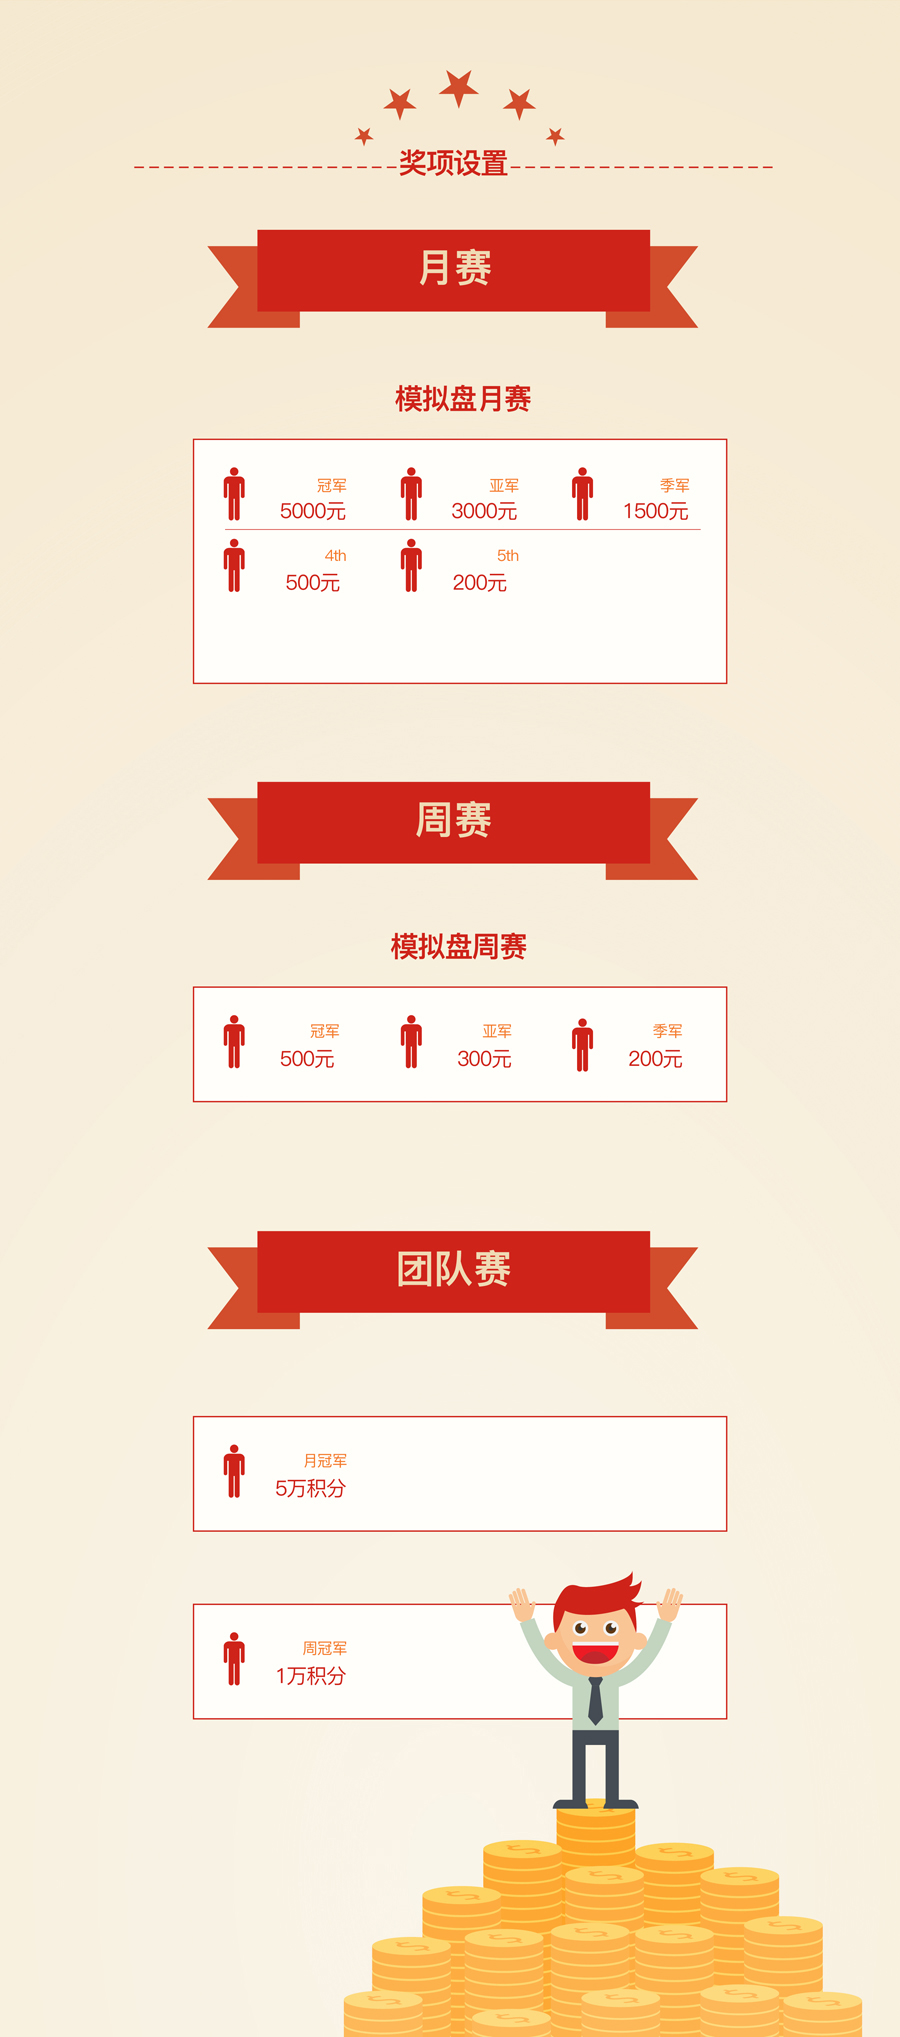 奖项设置
月赛
模拟盘月赛
冠军 亚军 季军
5000元 3000元 1500元
4th 5th
500元 200元
周赛
模拟盘周赛
冠军 亚军 季军
500元 300元 200元
团队赛
月冠军
5万积分
周冠军
1万积分